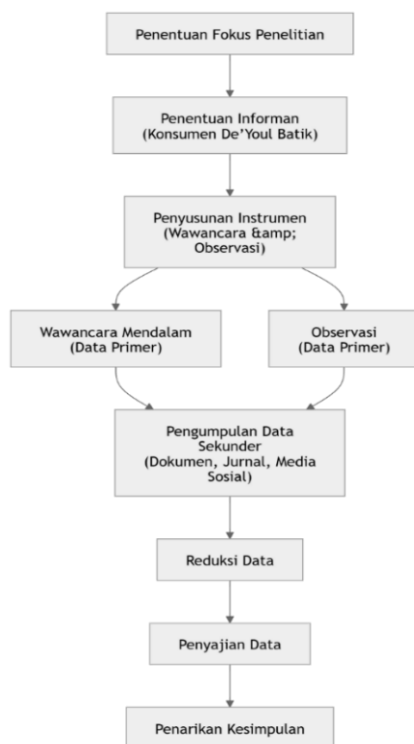 Penentuan Fokus Penelitian
Penentuan Informan
(Konsumen De'Youl Batik)
Penyusunan Instrumen
(Wawancara &amp;
Observasi)
Wawancara Mendalam
(Data Primer)
Observasi
(Data Primer)
Pengumpulan Data
Sekunder
(Dokumen, Jurnal, Media
Sosial)
Reduksi Data
Penyajian Data
Penarikan Kesimpulan